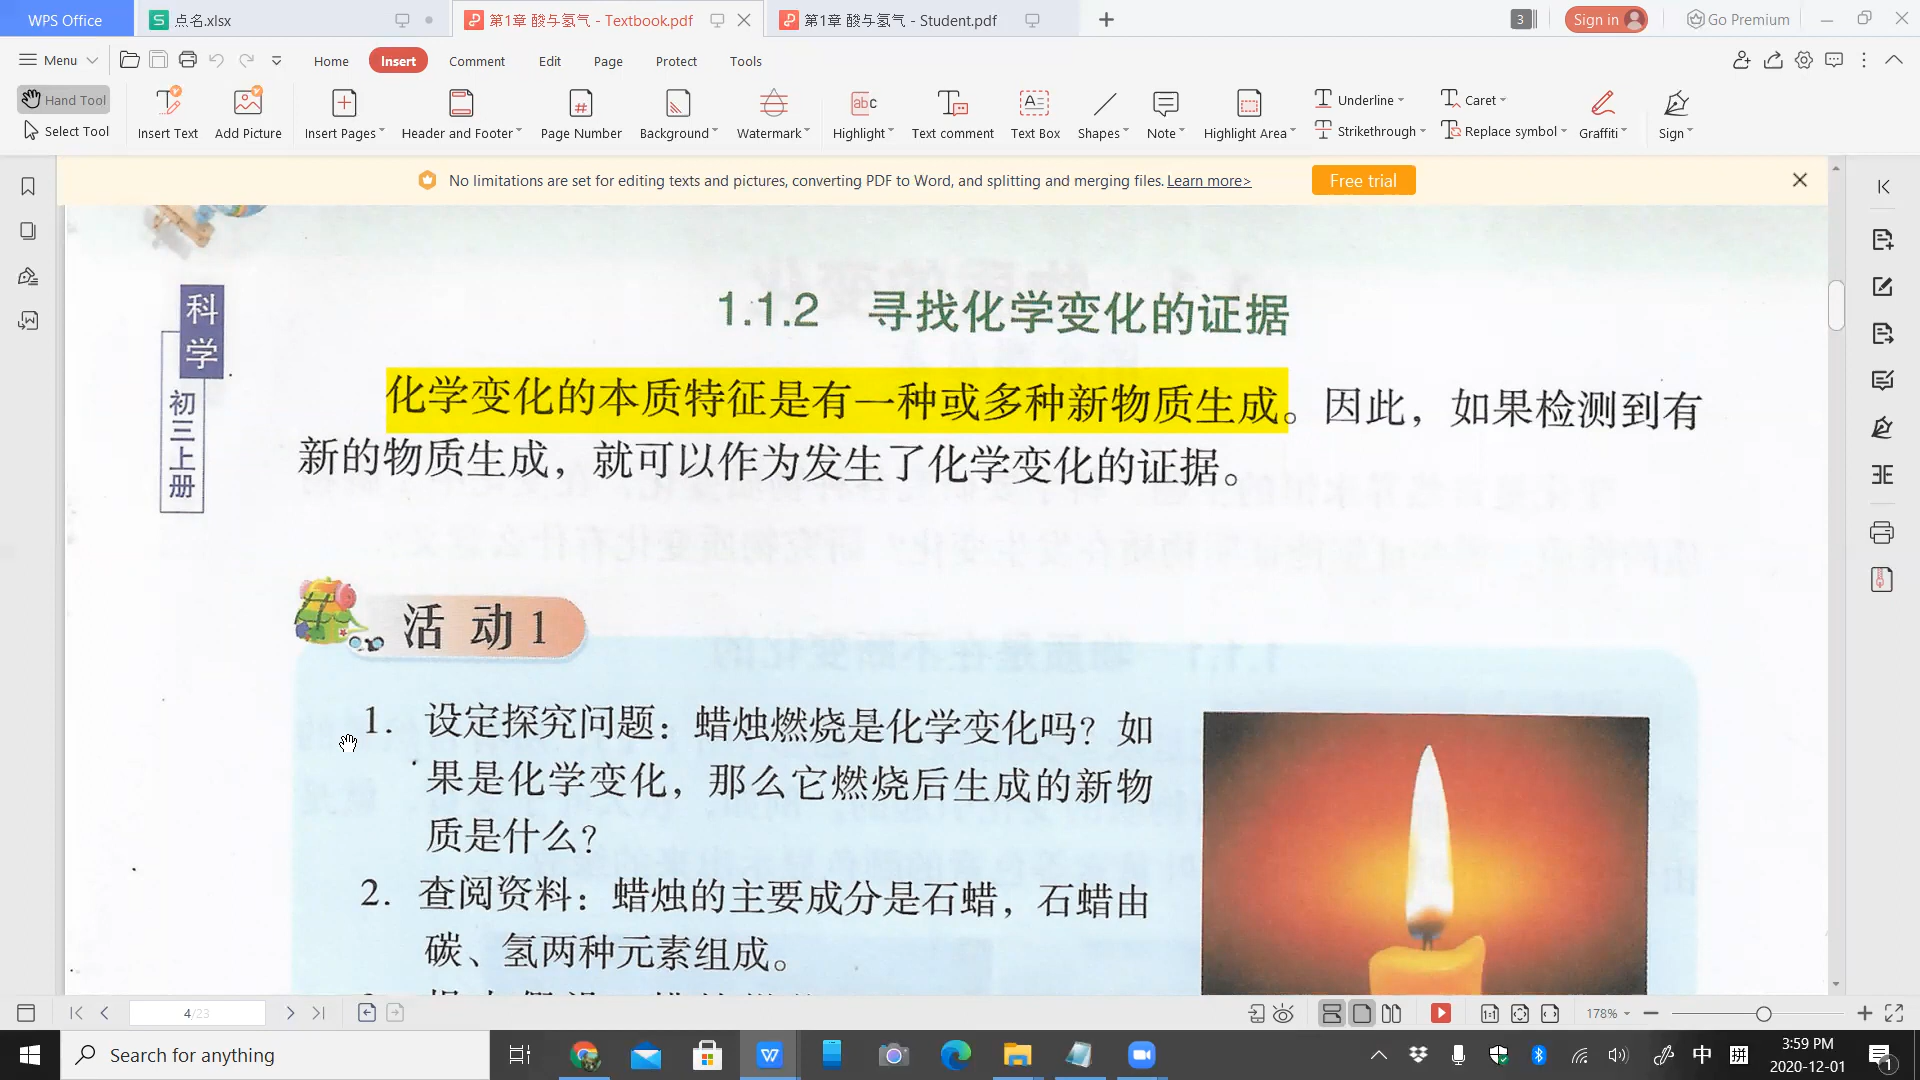 WPS Office
点名.xlsx
第1章 酸与氢气 - Textbook.pdf
第1章 酸与氢气 - Student.pdf
3
Sign in
Go Premium
Menu
Home
Insert
Comment
Edit
Page
Protect
Tools
Hand Tool
Select Tool
Insert Text
Add Picture
Insert Pages
Header and Footer
Page Number
Background
Watermark
Highlight
Text comment
Text Box
Shapes
Note
Highlight Area
Underline
Strikethrough
Caret
Replace symbol
Graffiti
Sign
No limitations are set for editing texts and pictures, converting PDF to Word, and splitting and merging files. Learn more>
Free trial
科学
初三上册
1.1.2 寻找化学变化的证据
化学变化的本质特征是有一种或多种新物质生成。因此，如果检测到有
新的物质生成，就可以作为发生了化学变化的证据。
活动1
1. 设定探究问题：蜡烛燃烧是化学变化吗？如
果是化学变化，那么它燃烧后生成的新物
质是什么？
2. 查阅资料：蜡烛的主要成分是石蜡，石蜡由
碳、氢两种元素组成。
4/23
178%
Search for anything
中
拼
3:59 PM
2020-12-01
1